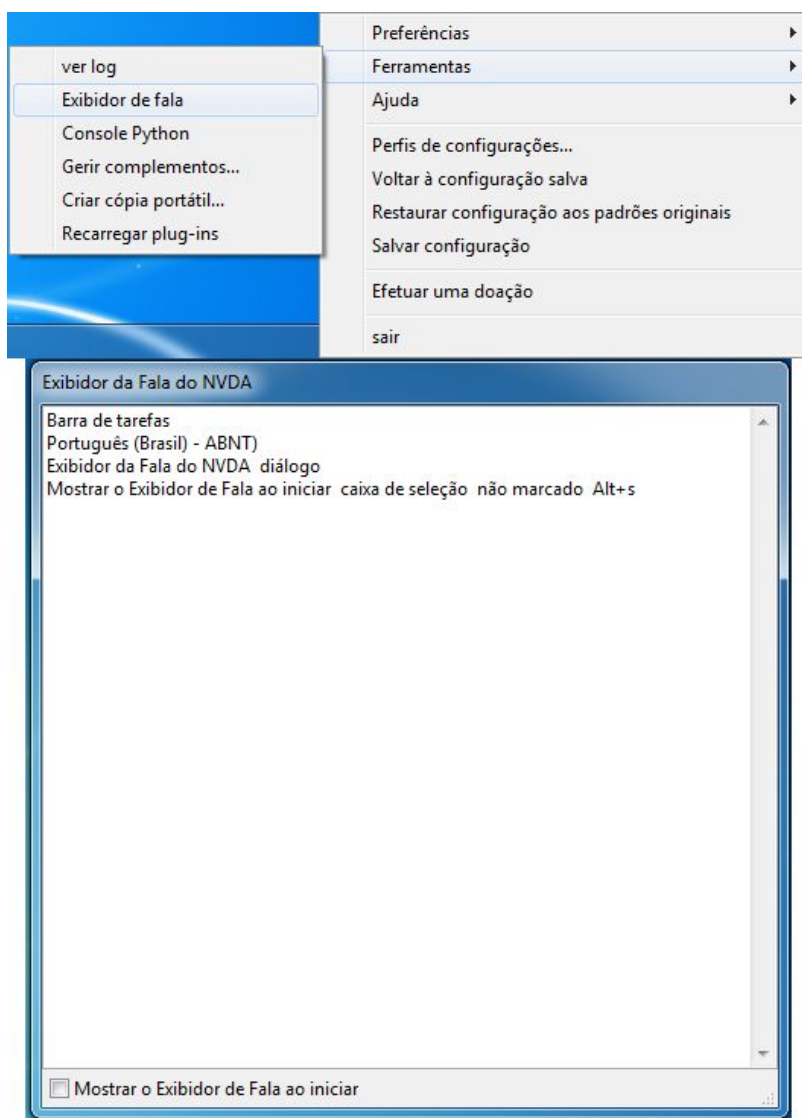 Preferências
Ferramentas
Ajuda
Perfis de configurações...
Voltar à configuração salva
Restaurar configuração aos padrões originais
Salvar configuração
Efetuar uma doação
sair
ver log
Exibidor de fala
Console Python
Gerir complementos...
Criar cópia portátil...
Recarregar plug-ins
Exibidor da Fala do NVDA
Barra de tarefas
Português (Brasil) - ABNT)
Exibidor da Fala do NVDA  diálogo
Mostrar o Exibidor de Fala ao iniciar  caixa de seleção  não marcado  Alt+s
Mostrar o Exibidor de Fala ao iniciar